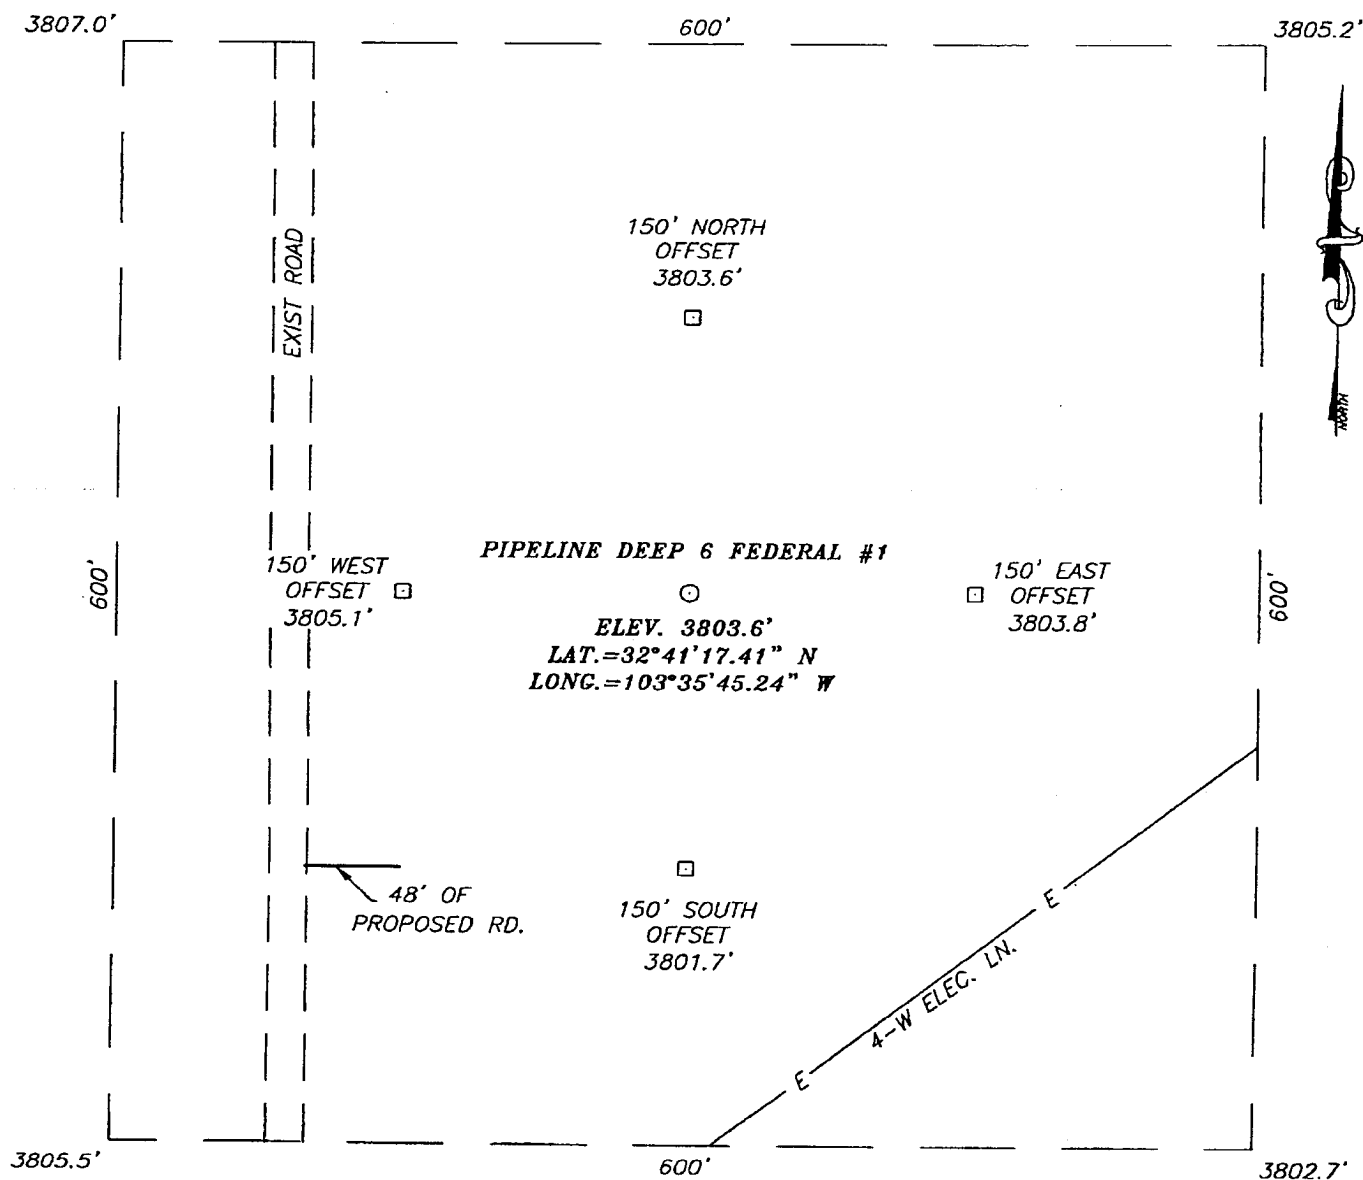 3807.0'
600'
3805.2'
150' NORTH
OFFSET
3803.6'
EXIST ROAD
NORTH
PIPELINE DEEP 6 FEDERAL #1
600'
150' WEST
OFFSET
3805.1'
150' EAST
OFFSET
3803.8'
600'
ELEV. 3803.6'
LAT.=32°41'17.41" N
LONG.=103°35'45.24" W
48' OF
PROPOSED RD.
150' SOUTH
OFFSET
3801.7'
E
4-W ELEC. LN.
E
3805.5'
600'
3802.7'